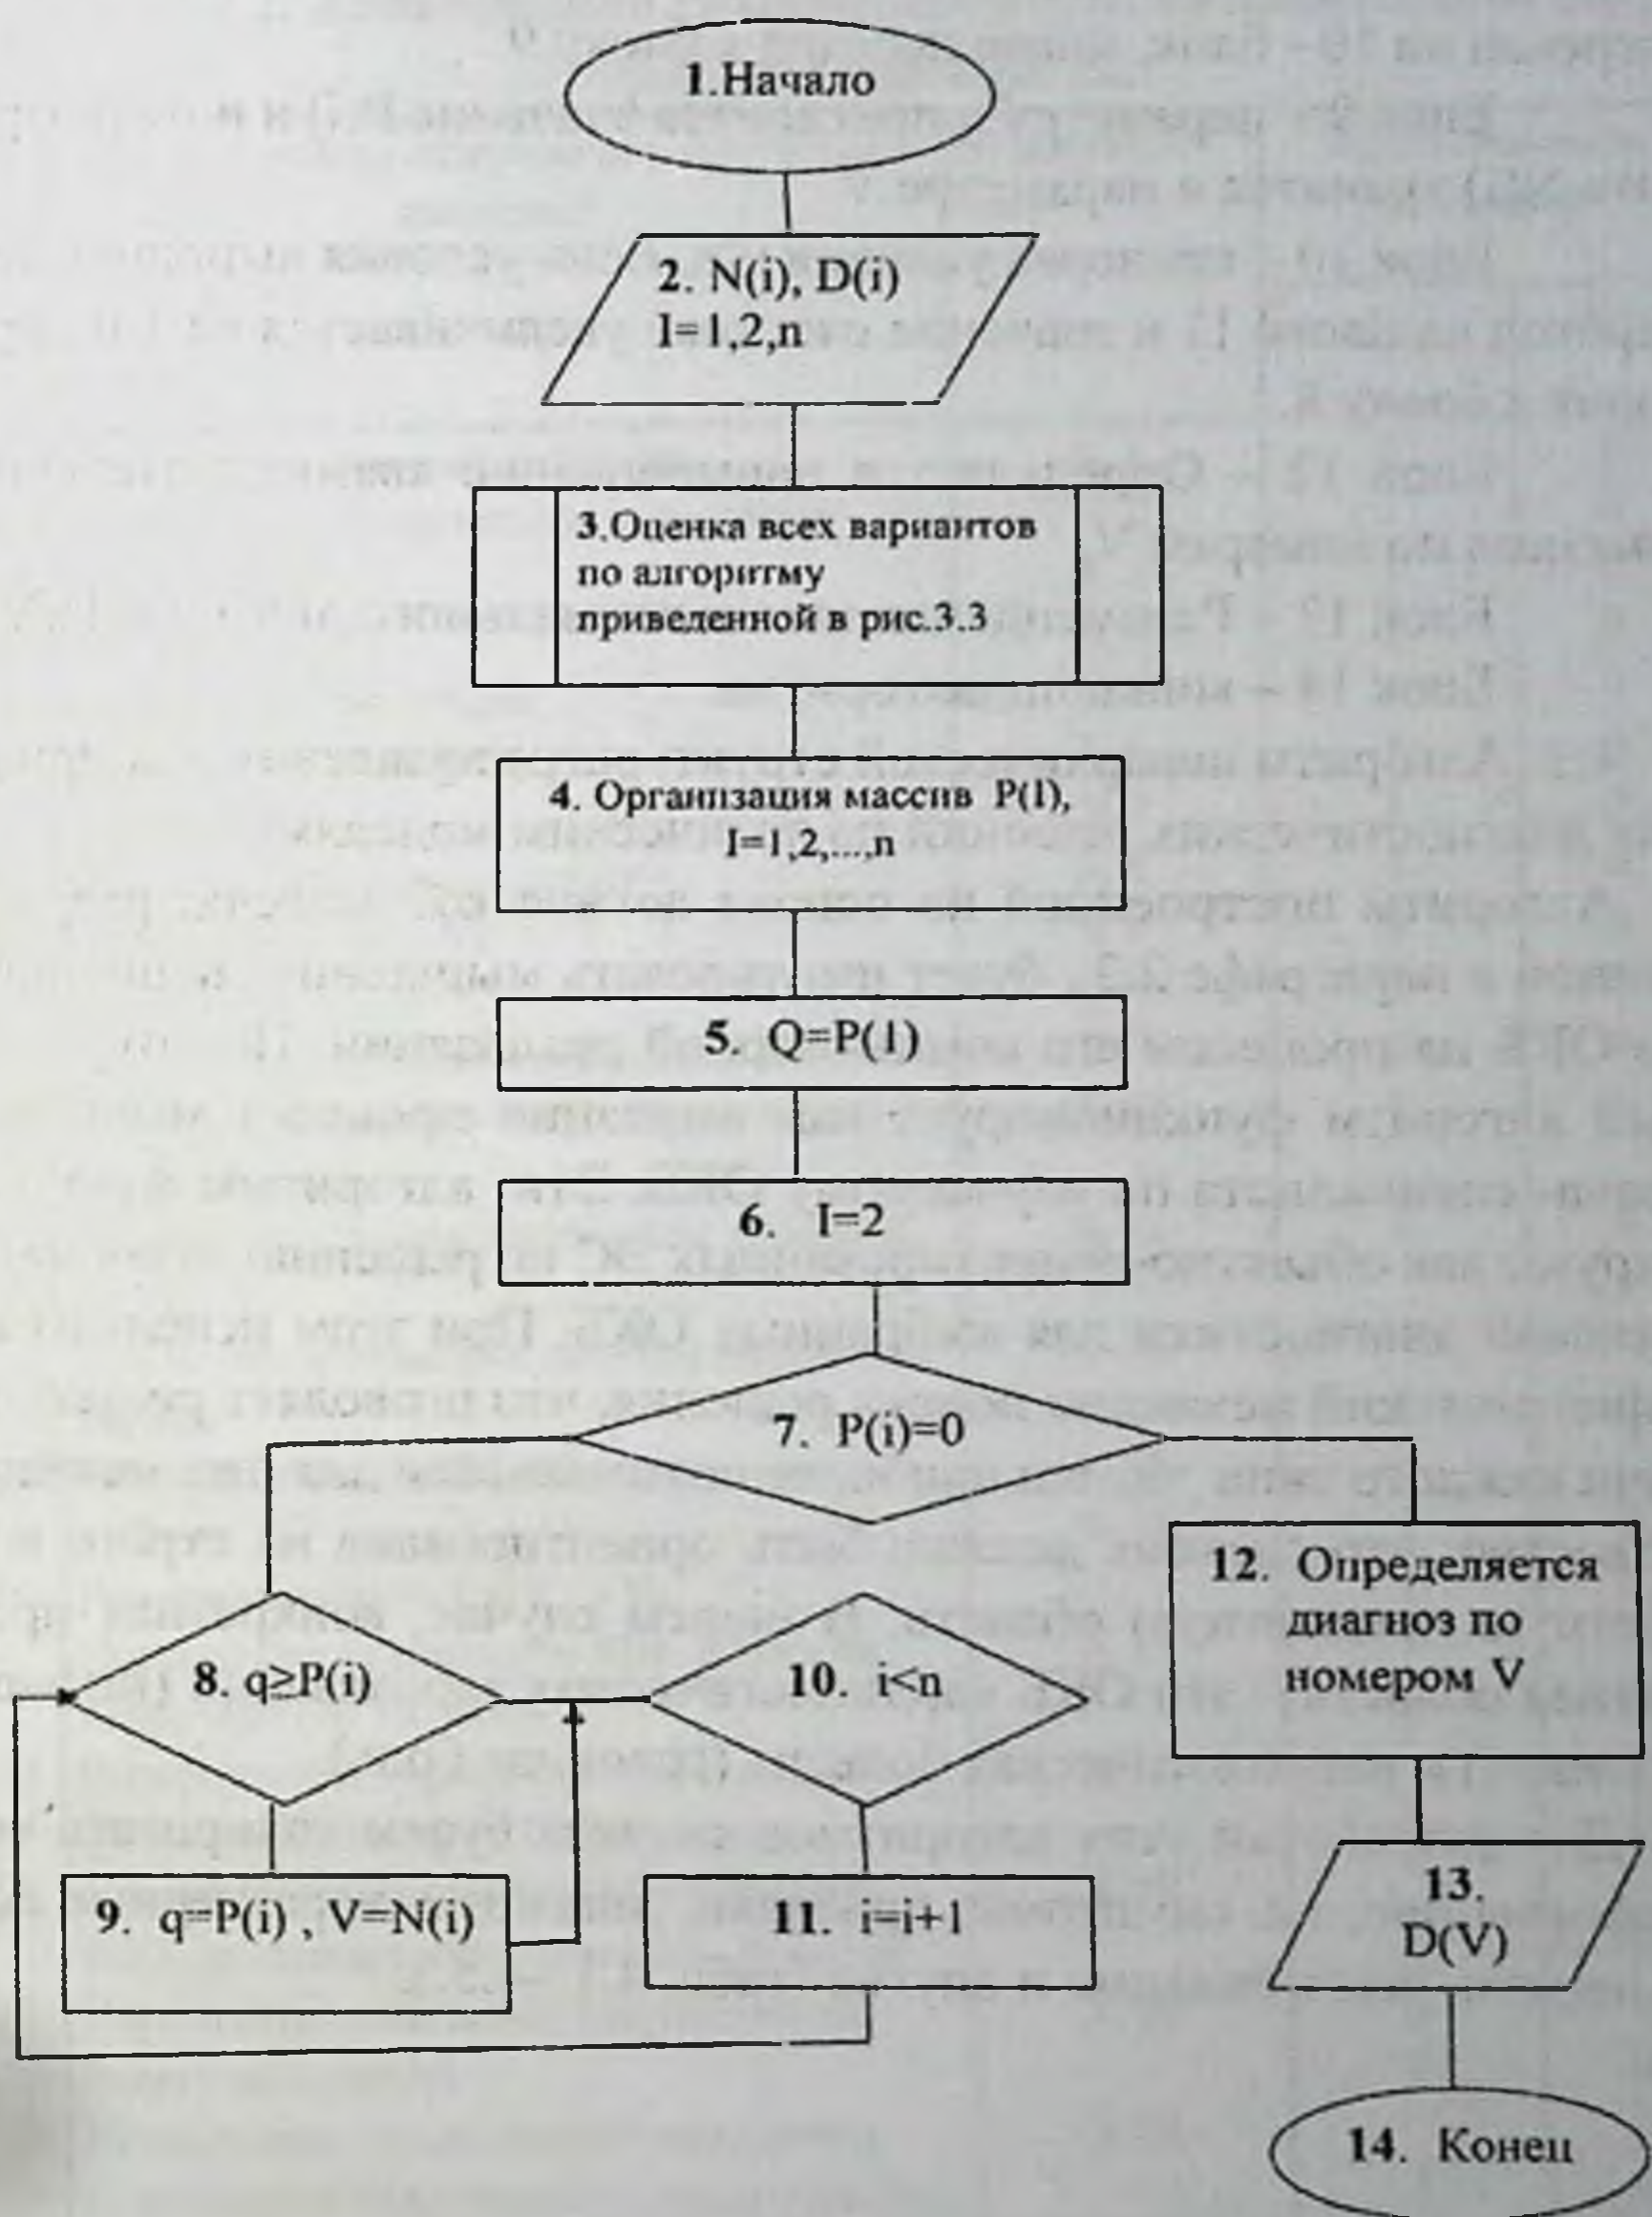 1.Начало
2. N(i), D(i)
I=1,2,n
3.Оценка всех вариантов
по алгоритму
приведенной в рис.3.3
4. Организация массив P(1),
I=1,2,...,n
5. Q=P(1)
6. I=2
7. P(i)=0
8. q≥P(i)
10. i<n
12. Определяется
диагноз по
номером V
9. q=P(i) , V=N(i)
11. i=i+1
13.
D(V)
14. Конец